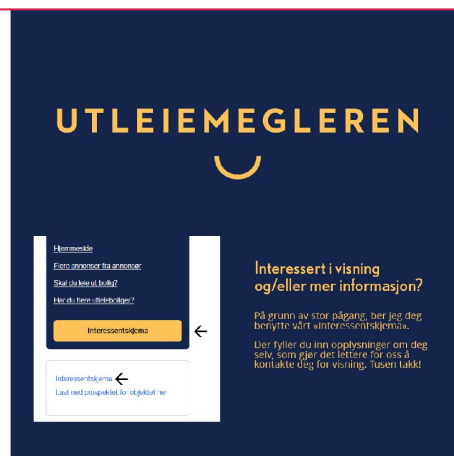 UTLEIEMEGLEREN
Hjemmeside
Flere annonser fra annonsør
Skal du leie ut bolig?
Har du flere utleieboliger?
Interessentskjema
Interessentskjema
Last ned prospektet for objektet her
Interessert i visning
og/eller mer informasjon?
På grunn av stor pågang, ber jeg deg
benytte vårt «Interessentskjema».
Der fyller du inn opplysninger om deg
selv, som gjør det lettere for oss å
kontakte deg for visning. Tusen takk!